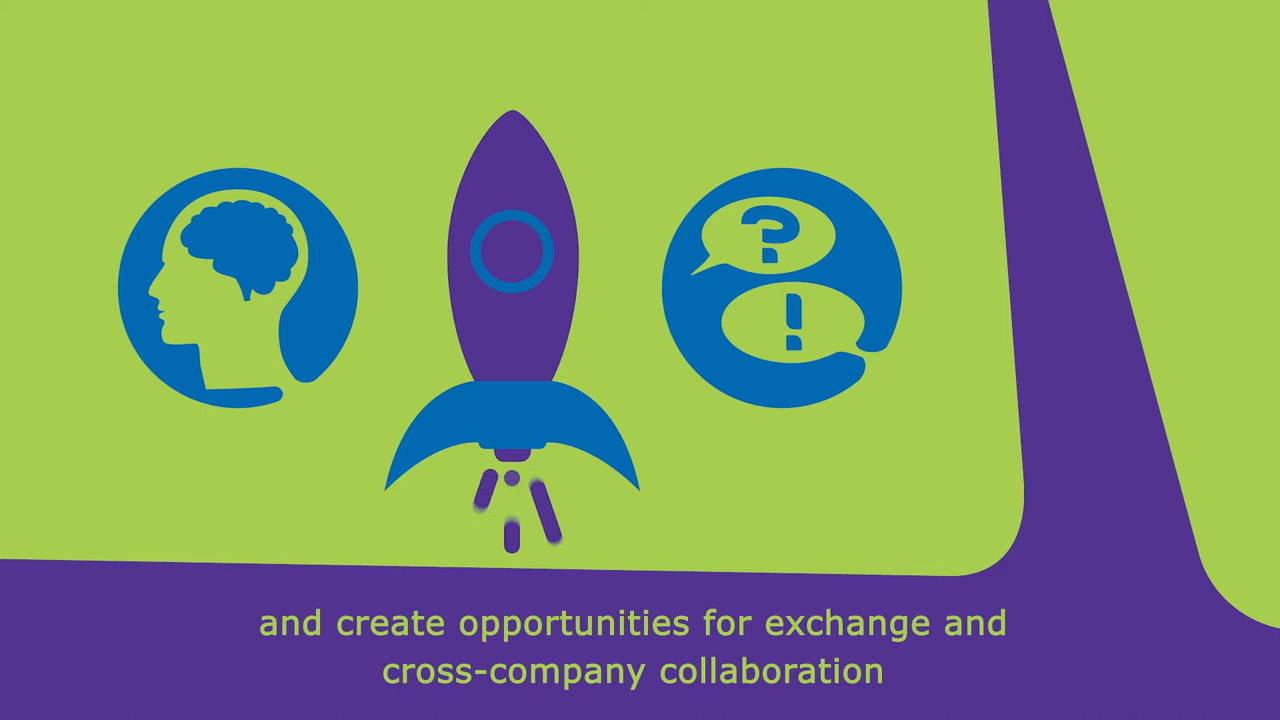 ?
!
and create opportunities for exchange and
cross-company collaboration